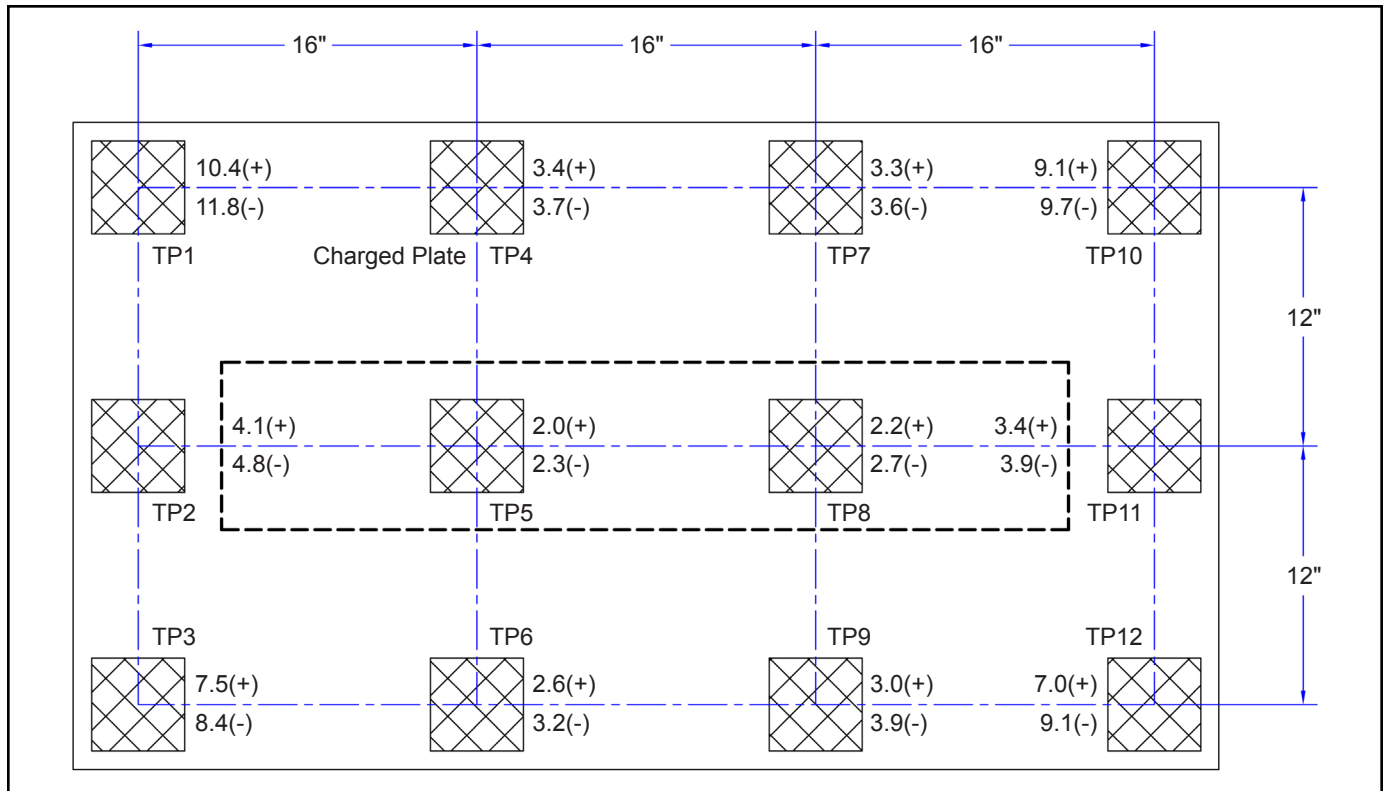 16" 16" 16"
10.4(+) 3.4(+) 3.3(+) 9.1(+)
11.8(-) 3.7(-) 3.6(-) 9.7(-)
TP1 Charged Plate TP4 TP7 TP10
12"
4.1(+) 2.0(+) 2.2(+) 3.4(+)
4.8(-) 2.3(-) 2.7(-) 3.9(-)
TP2 TP5 TP8 TP11
12"
TP3 TP6 TP9 TP12
7.5(+) 2.6(+) 3.0(+) 7.0(+)
8.4(-) 3.2(-) 3.9(-) 9.1(-)